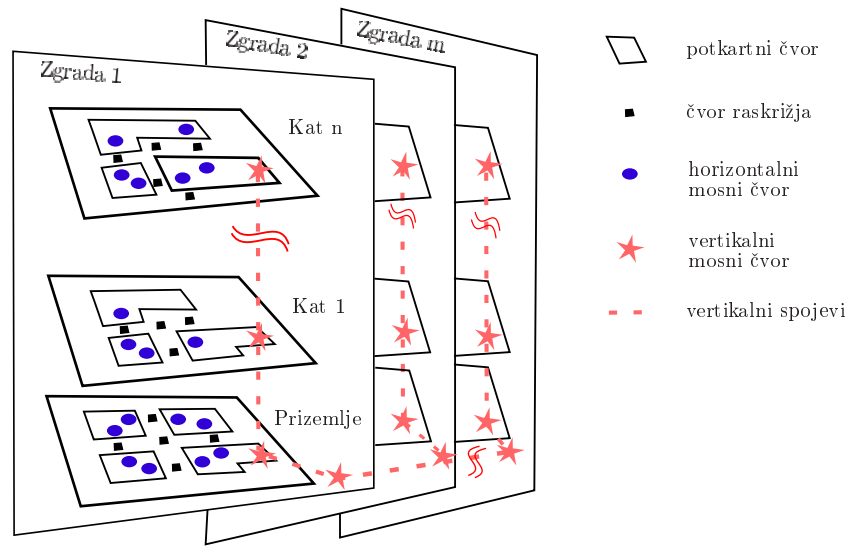 Zgrada 1
Zgrada 2
Zgrada m
Kat n
Kat 1
Prizemlje
potkartni čvor
čvor raskrižja
horizontalni
mosni čvor
vertikalni
mosni čvor
vertikalni spojevi